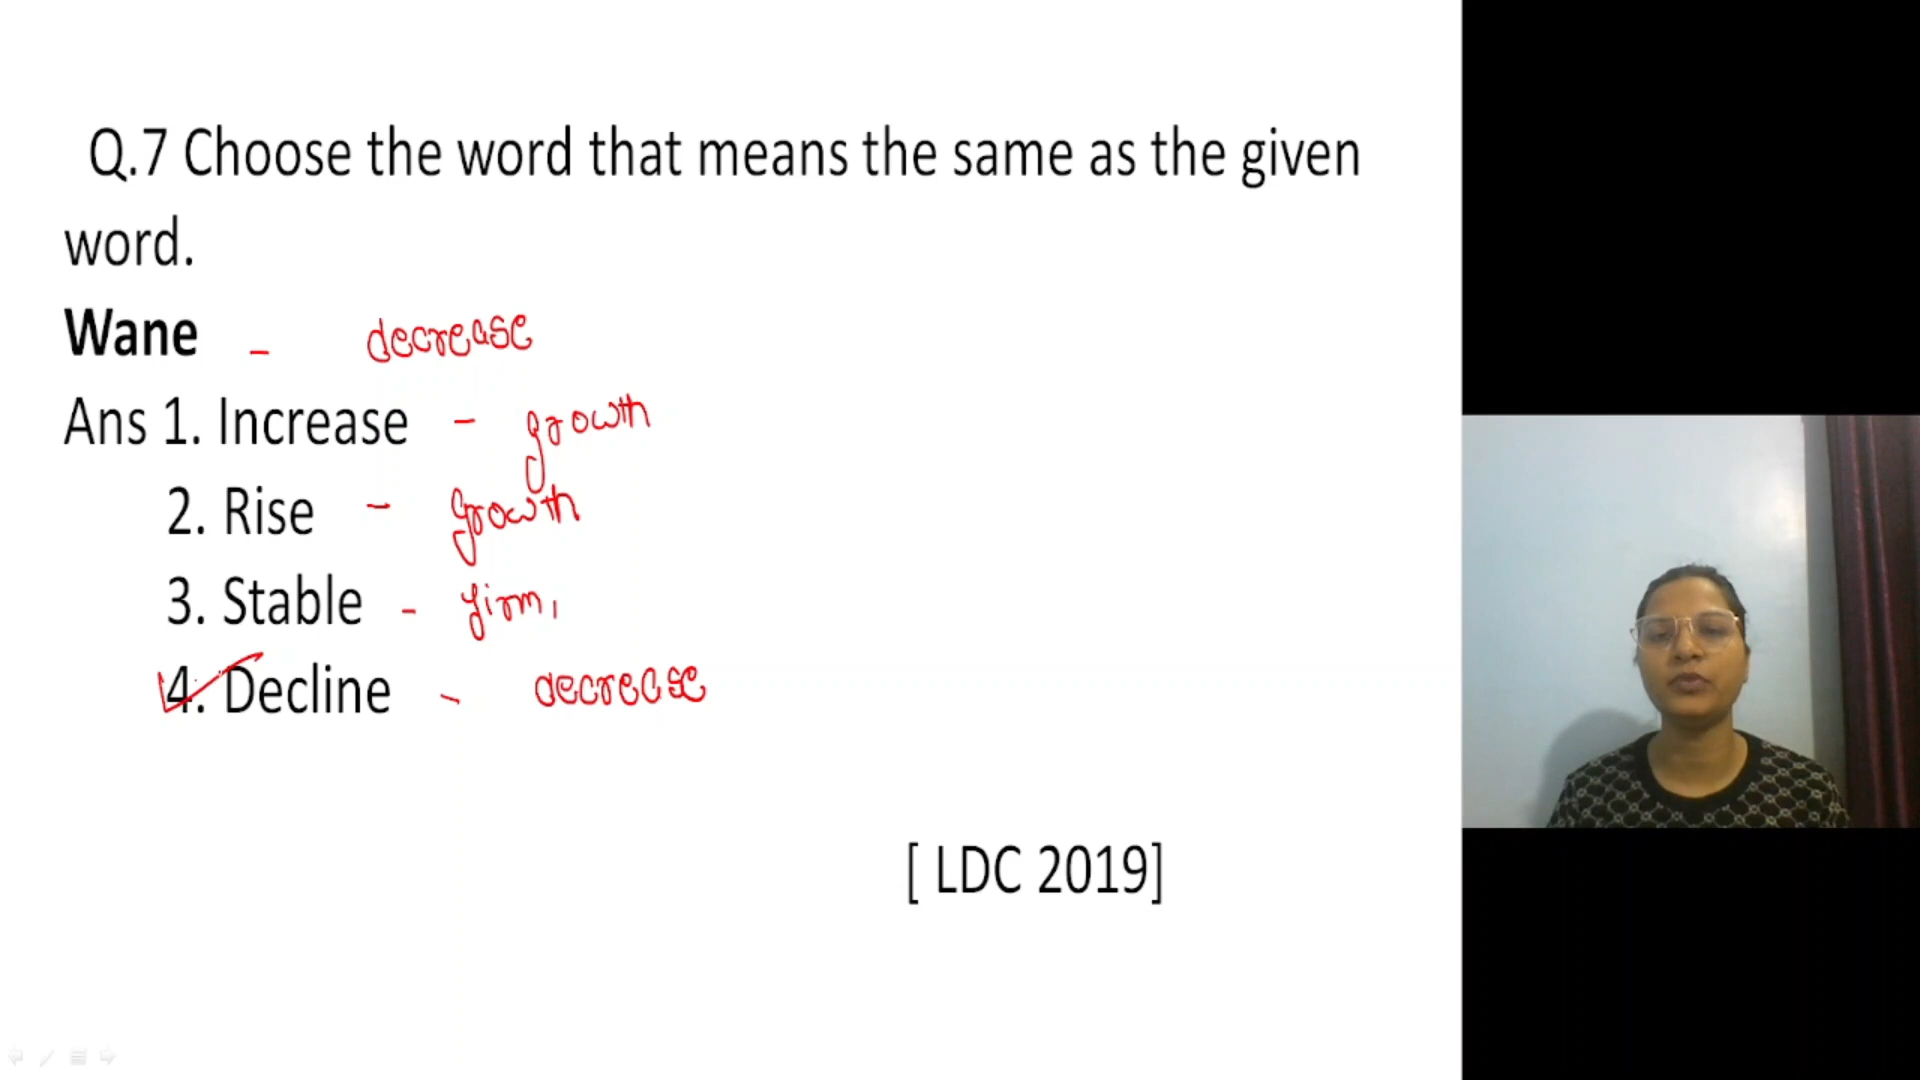 Q.7 Choose the word that means the same as the given
word.
Wane - decrease
Ans 1. Increase - growth
2. Rise - growth
3. Stable - firm,
4. Decline - decrease
[ LDC 2019]